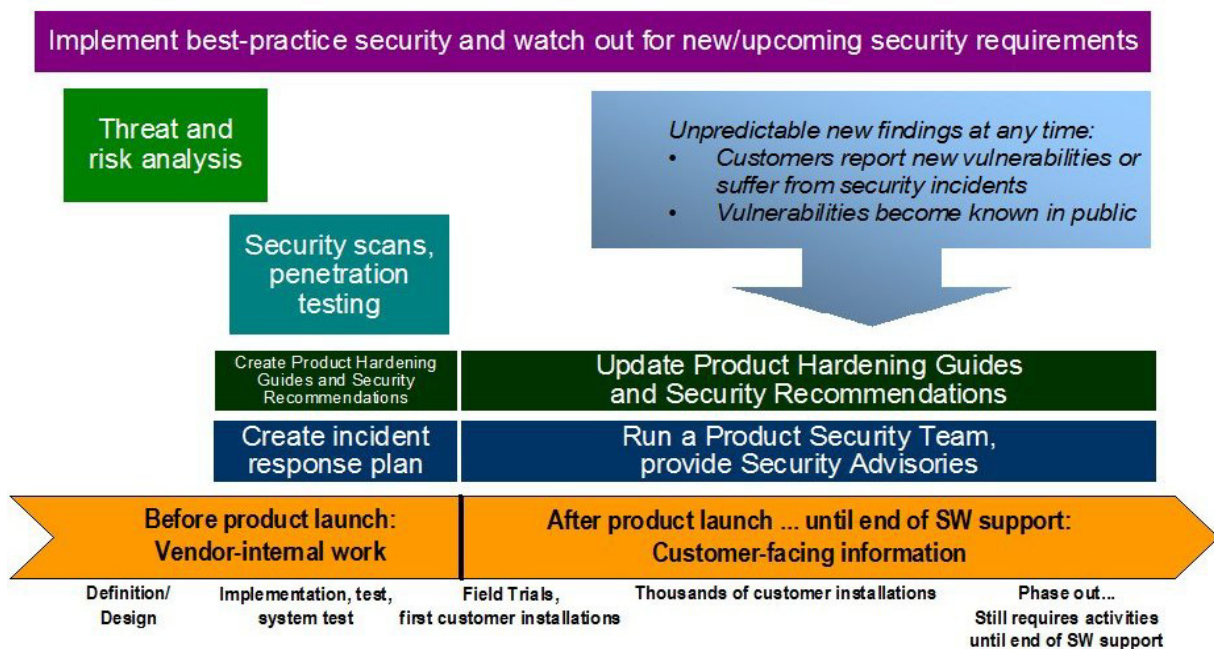 Implement best-practice security and watch out for new/upcoming security requirements
Threat and
risk analysis
Unpredictable new findings at any time:
• Customers report new vulnerabilities or
suffer from security incidents
• Vulnerabilities become known in public
Security scans,
penetration
testing
Create Product Hardening
Guides and Security
Recommendations
Update Product Hardening Guides
and Security Recommendations
Create incident
response plan
Run a Product Security Team,
provide Security Advisories
Before product launch:
Vendor-internal work
After product launch ... until end of SW support:
Customer-facing information
Definition/
Design
Implementation, test,
system test
Field Trials,
first customer installations
Thousands of customer installations
Phase out...
Still requires activities
until end of SW support